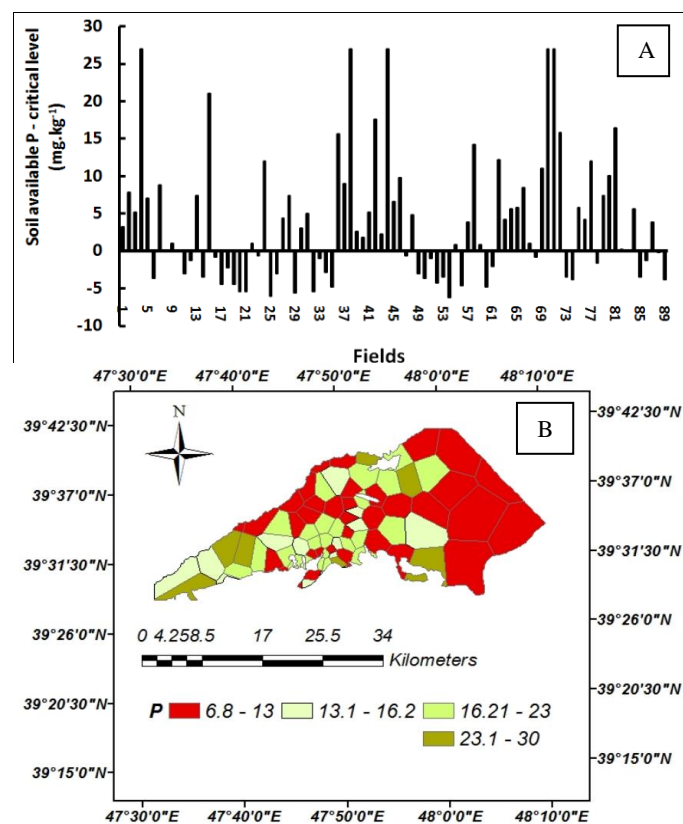 A
Soil available P - critical level
(mg.kg⁻¹)
30
25
20
15
10
5
0
-5
-10
1 5 9 13 17 21 25 29 33 37 41 45 49 53 57 61 65 69 73 77 81 85 89
Fields
47°30'0"E 47°40'0"E 47°50'0"E 48°0'0"E 48°10'0"E
B
N
39°42'30"N 39°42'30"N
39°37'0"N 39°37'0"N
39°31'30"N 39°31'30"N
39°26'0"N 39°26'0"N
39°20'30"N 39°20'30"N
39°15'0"N 39°15'0"N
0 4.25 8.5 17 25.5 34
Kilometers
P 6.8 - 13 13.1 - 16.2 16.21 - 23
23.1 - 30
47°30'0"E 47°40'0"E 47°50'0"E 48°0'0"E 48°10'0"E